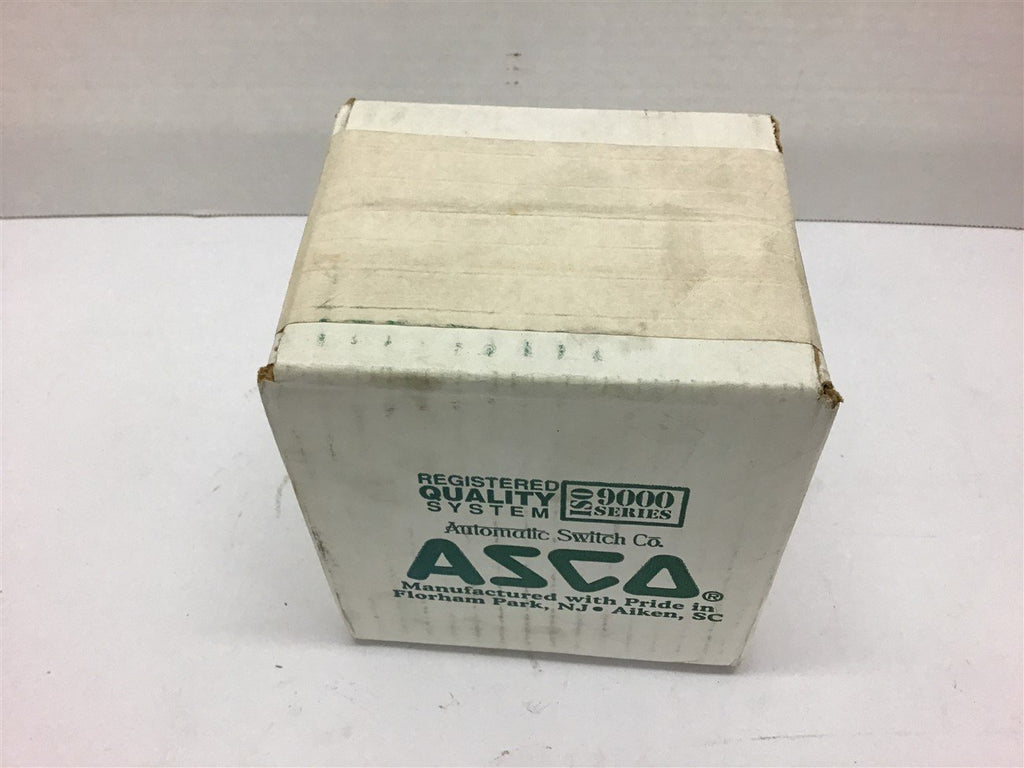 REGISTERED
QUALITY
SYSTEM
ISO 9000
SERIES
Automatic Switch Co.
ASCO®
Manufactured with Pride in
Florham Park, NJ • Aiken, SC